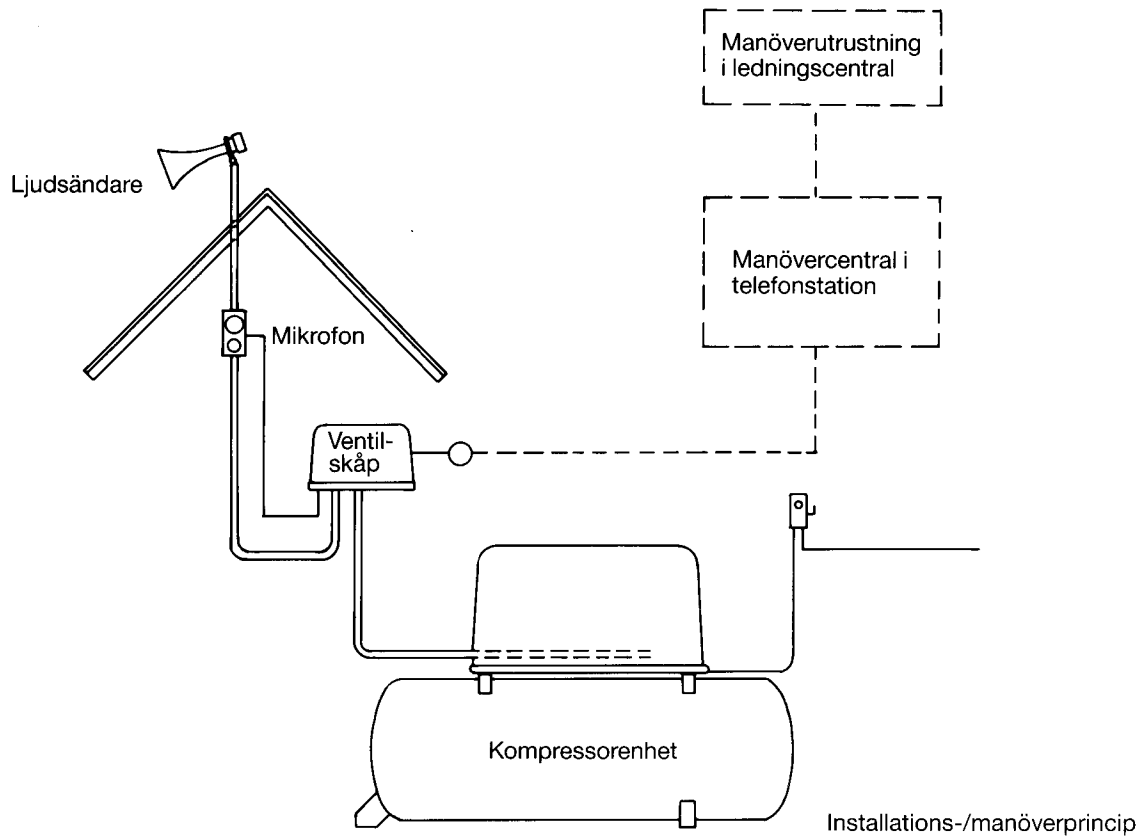 Manöverutrustning
i ledningscentral
Ljudsändare
Manövercentral i
telefonstation
Mikrofon
Ventil-
skåp
Kompressorenhet
Installations-/manöverprincip